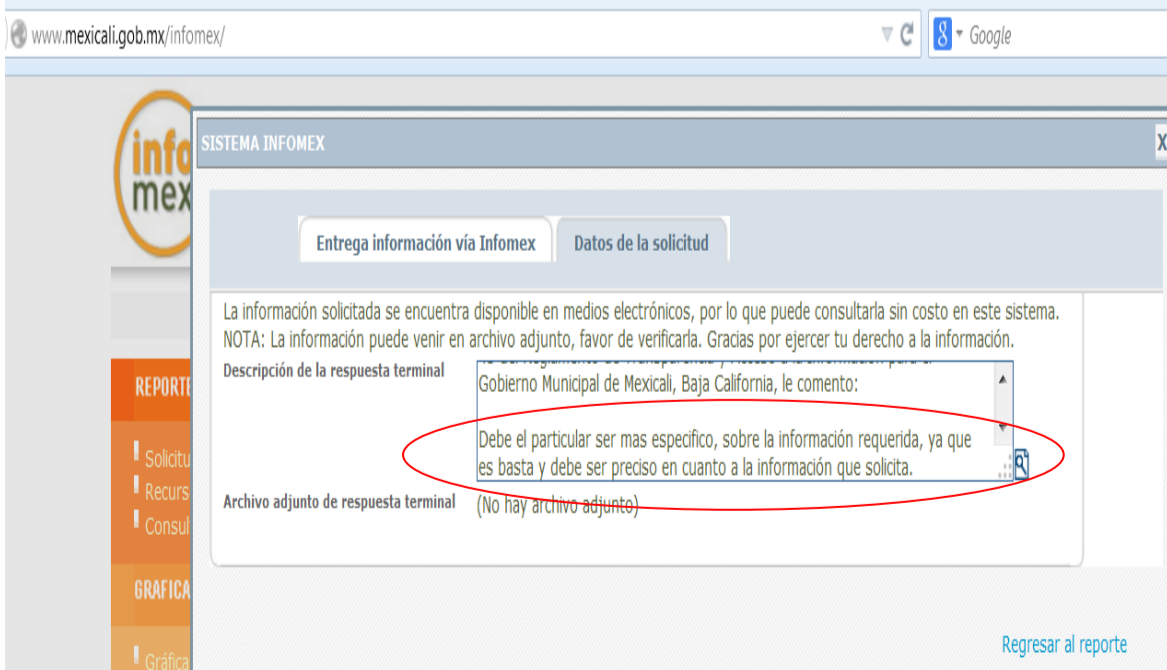 www.mexicali.gob.mx/infomex/
Google
info
mex
SISTEMA INFOMEX
X
Entrega información vía Infomex
Datos de la solicitud
La información solicitada se encuentra disponible en medios electrónicos, por lo que puede consultarla sin costo en este sistema.
NOTA: La información puede venir en archivo adjunto, favor de verificarla. Gracias por ejercer tu derecho a la información.
Descripción de la respuesta terminal
Gobierno Municipal de Mexicali, Baja California, le comento:
Debe el particular ser mas especifico, sobre la información requerida, ya que
es basta y debe ser preciso en cuanto a la información que solicita.
Archivo adjunto de respuesta terminal
(No hay archivo adjunto)
REPORTE
Solicitu
Recurs
Consul
GRAFICA
Gráfica
Regresar al reporte